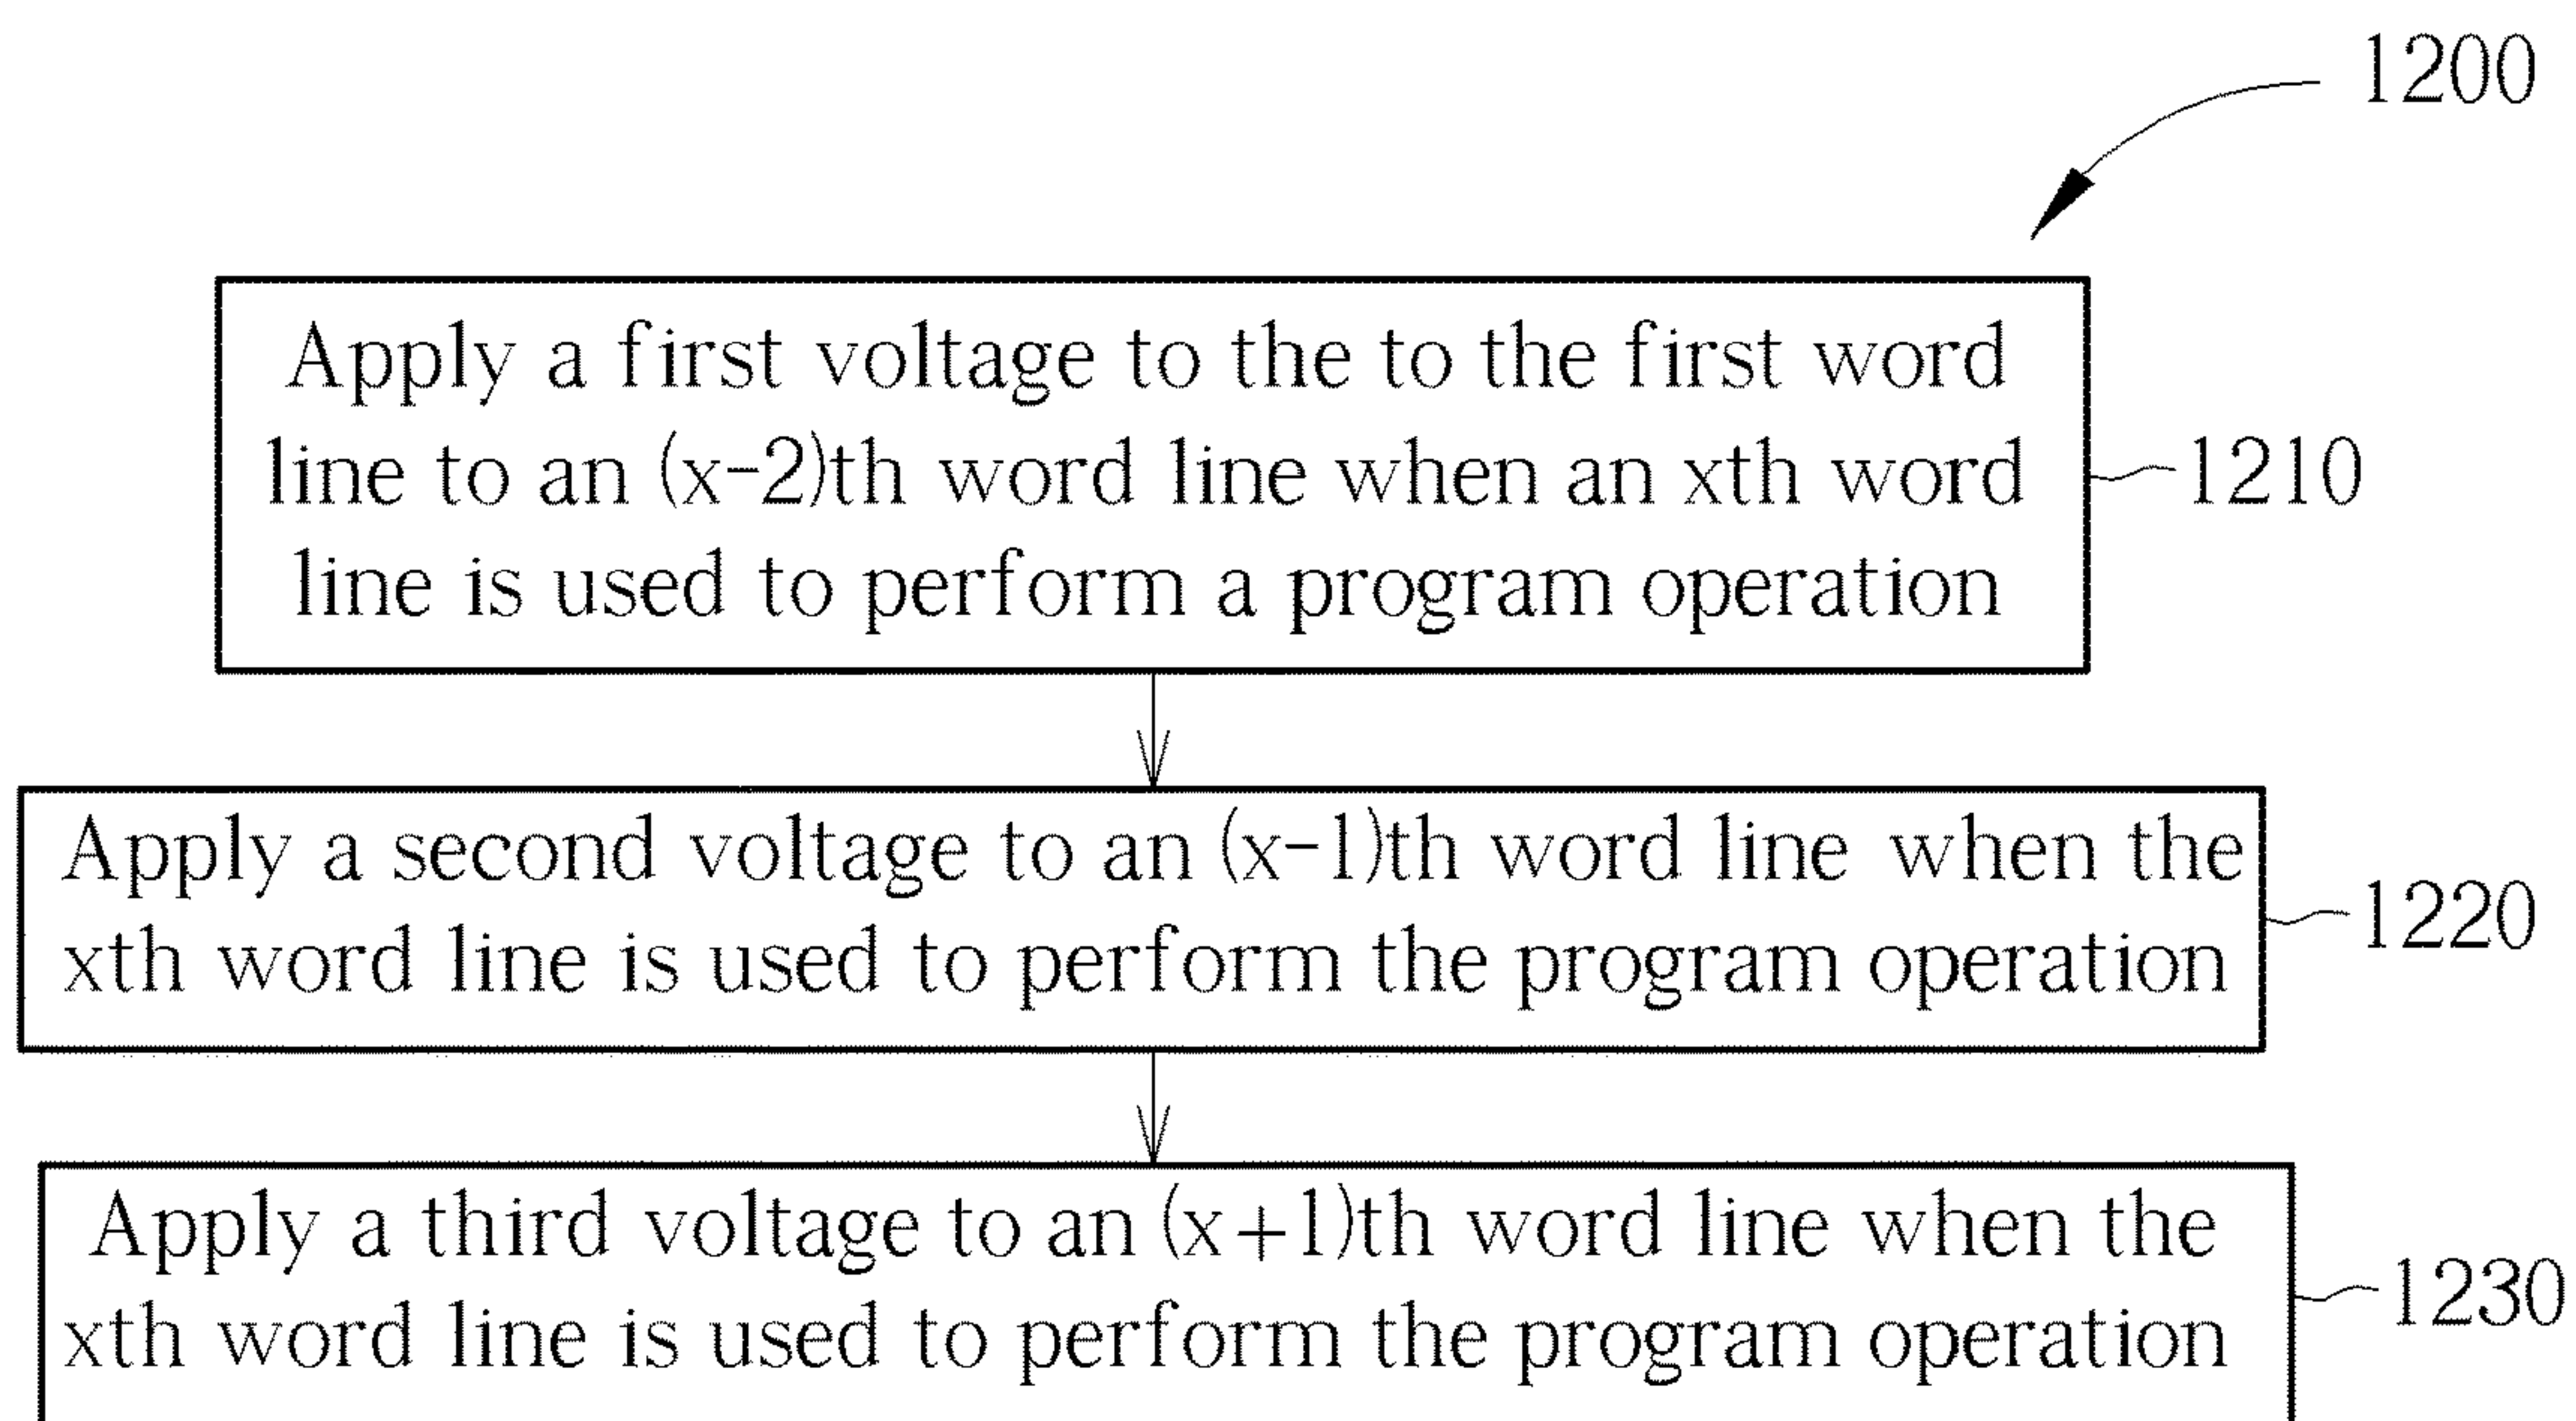 1200
Apply a first voltage to the to the first word
line to an (x-2)th word line when an xth word
line is used to perform a program operation
1210
Apply a second voltage to an (x-1)th word line when the
xth word line is used to perform the program operation
1220
Apply a third voltage to an (x+1)th word line when the
xth word line is used to perform the program operation
1230